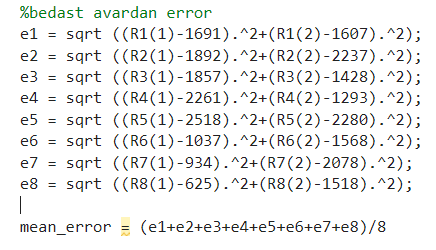 %bedast avardan error
e1 = sqrt ((R1(1)-1691).^2+(R1(2)-1607).^2);
e2 = sqrt ((R2(1)-1892).^2+(R2(2)-2237).^2);
e3 = sqrt ((R3(1)-1857).^2+(R3(2)-1428).^2);
e4 = sqrt ((R4(1)-2261).^2+(R4(2)-1293).^2);
e5 = sqrt ((R5(1)-2518).^2+(R5(2)-2280).^2);
e6 = sqrt ((R6(1)-1037).^2+(R6(2)-1568).^2);
e7 = sqrt ((R7(1)-934).^2+(R7(2)-2078).^2);
e8 = sqrt ((R8(1)-625).^2+(R8(2)-1518).^2);
mean_error = (e1+e2+e3+e4+e5+e6+e7+e8)/8